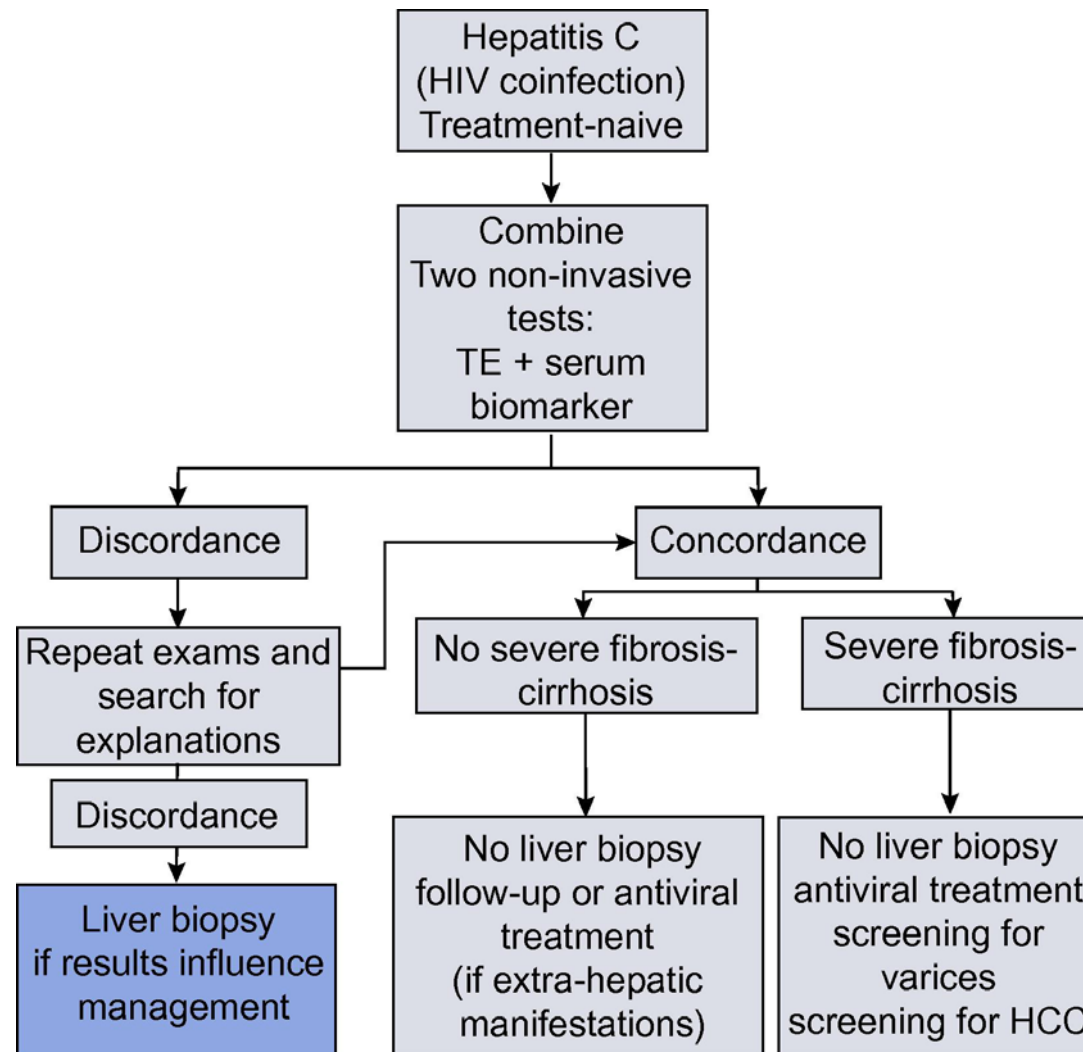 Hepatitis C
(HIV coinfection)
Treatment-naive
Combine
Two non-invasive
tests:
TE + serum
biomarker
Discordance
Concordance
Repeat exams and
search for
explanations
No severe fibrosis-
cirrhosis
Severe fibrosis-
cirrhosis
Discordance
Liver biopsy
if results influence
management
No liver biopsy
follow-up or antiviral
treatment
(if extra-hepatic
manifestations)
No liver biopsy
antiviral treatment
screening for
varices
screening for HCC